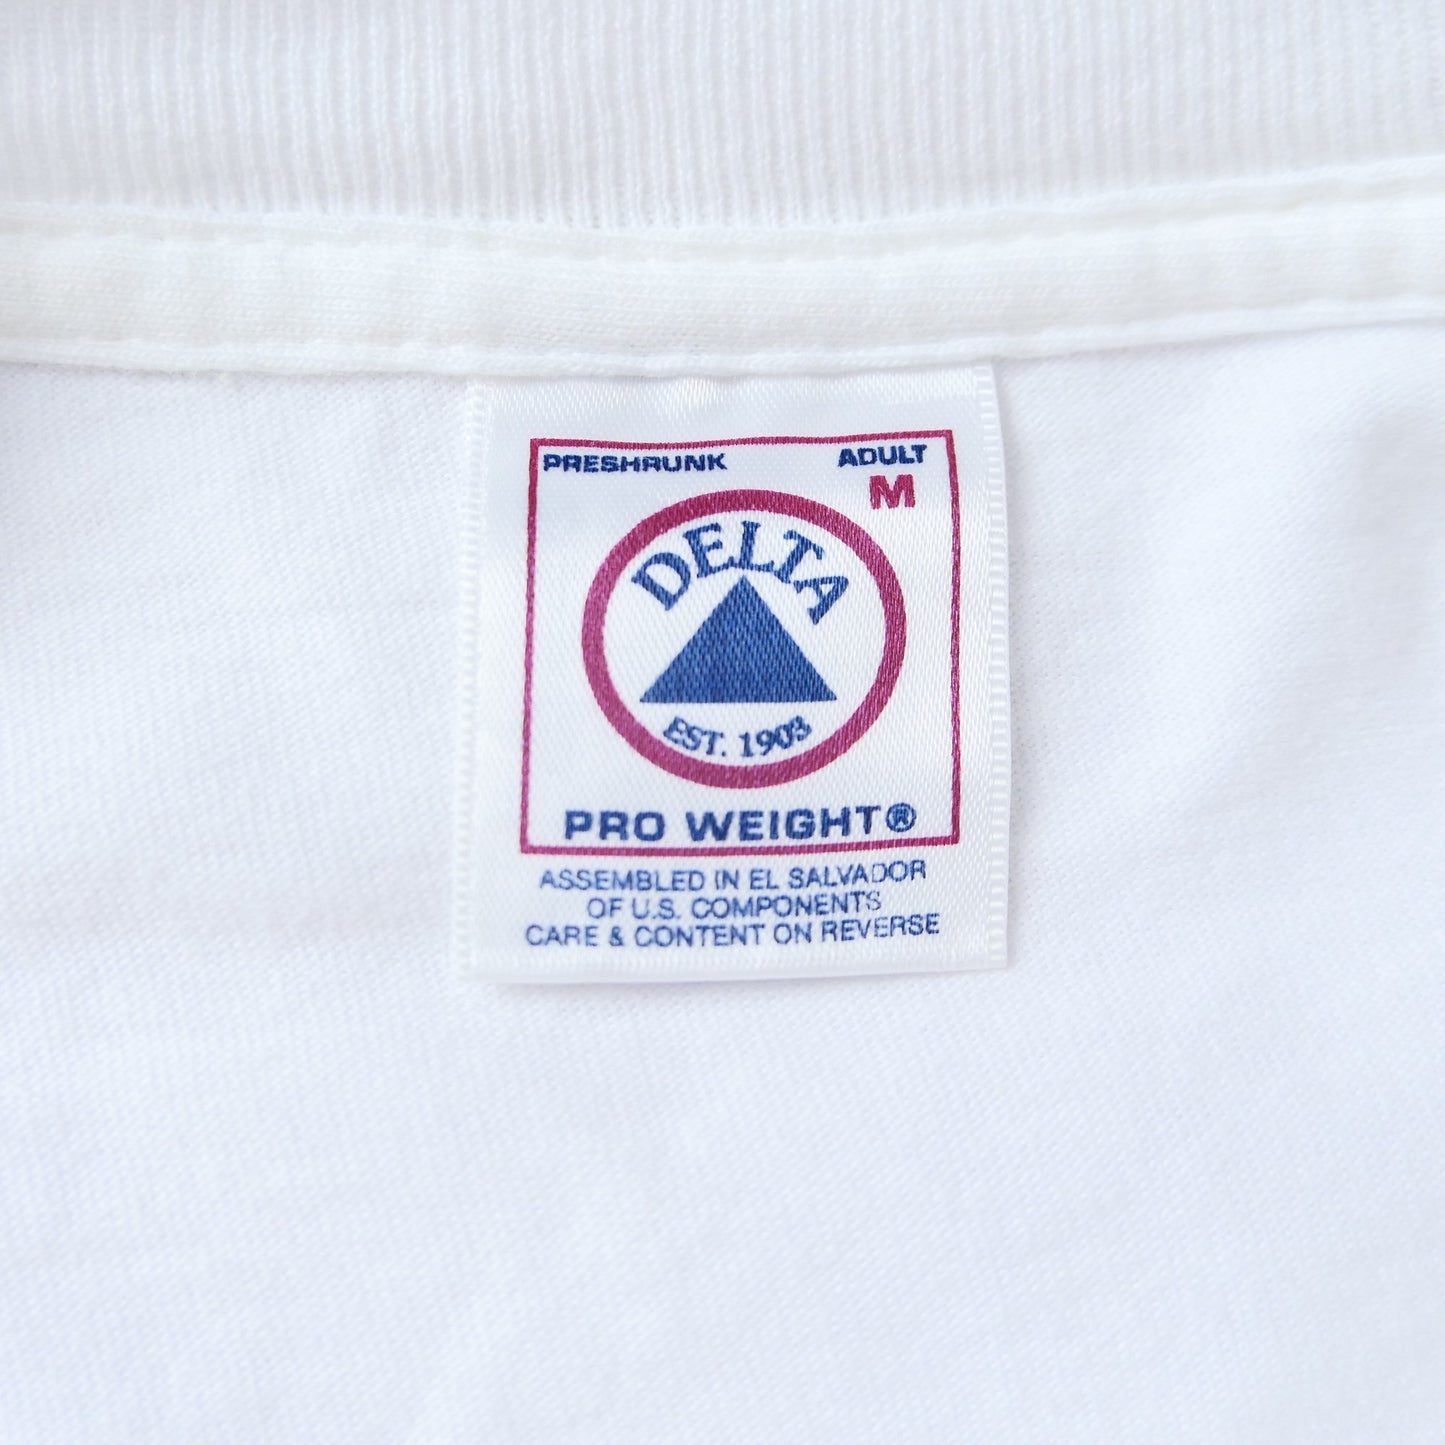 PRESHRUNK ADULT
M
DELTA
EST. 1903
PRO WEIGHT®
ASSEMBLED IN EL SALVADOR
OF U.S. COMPONENTS
CARE & CONTENT ON REVERSE